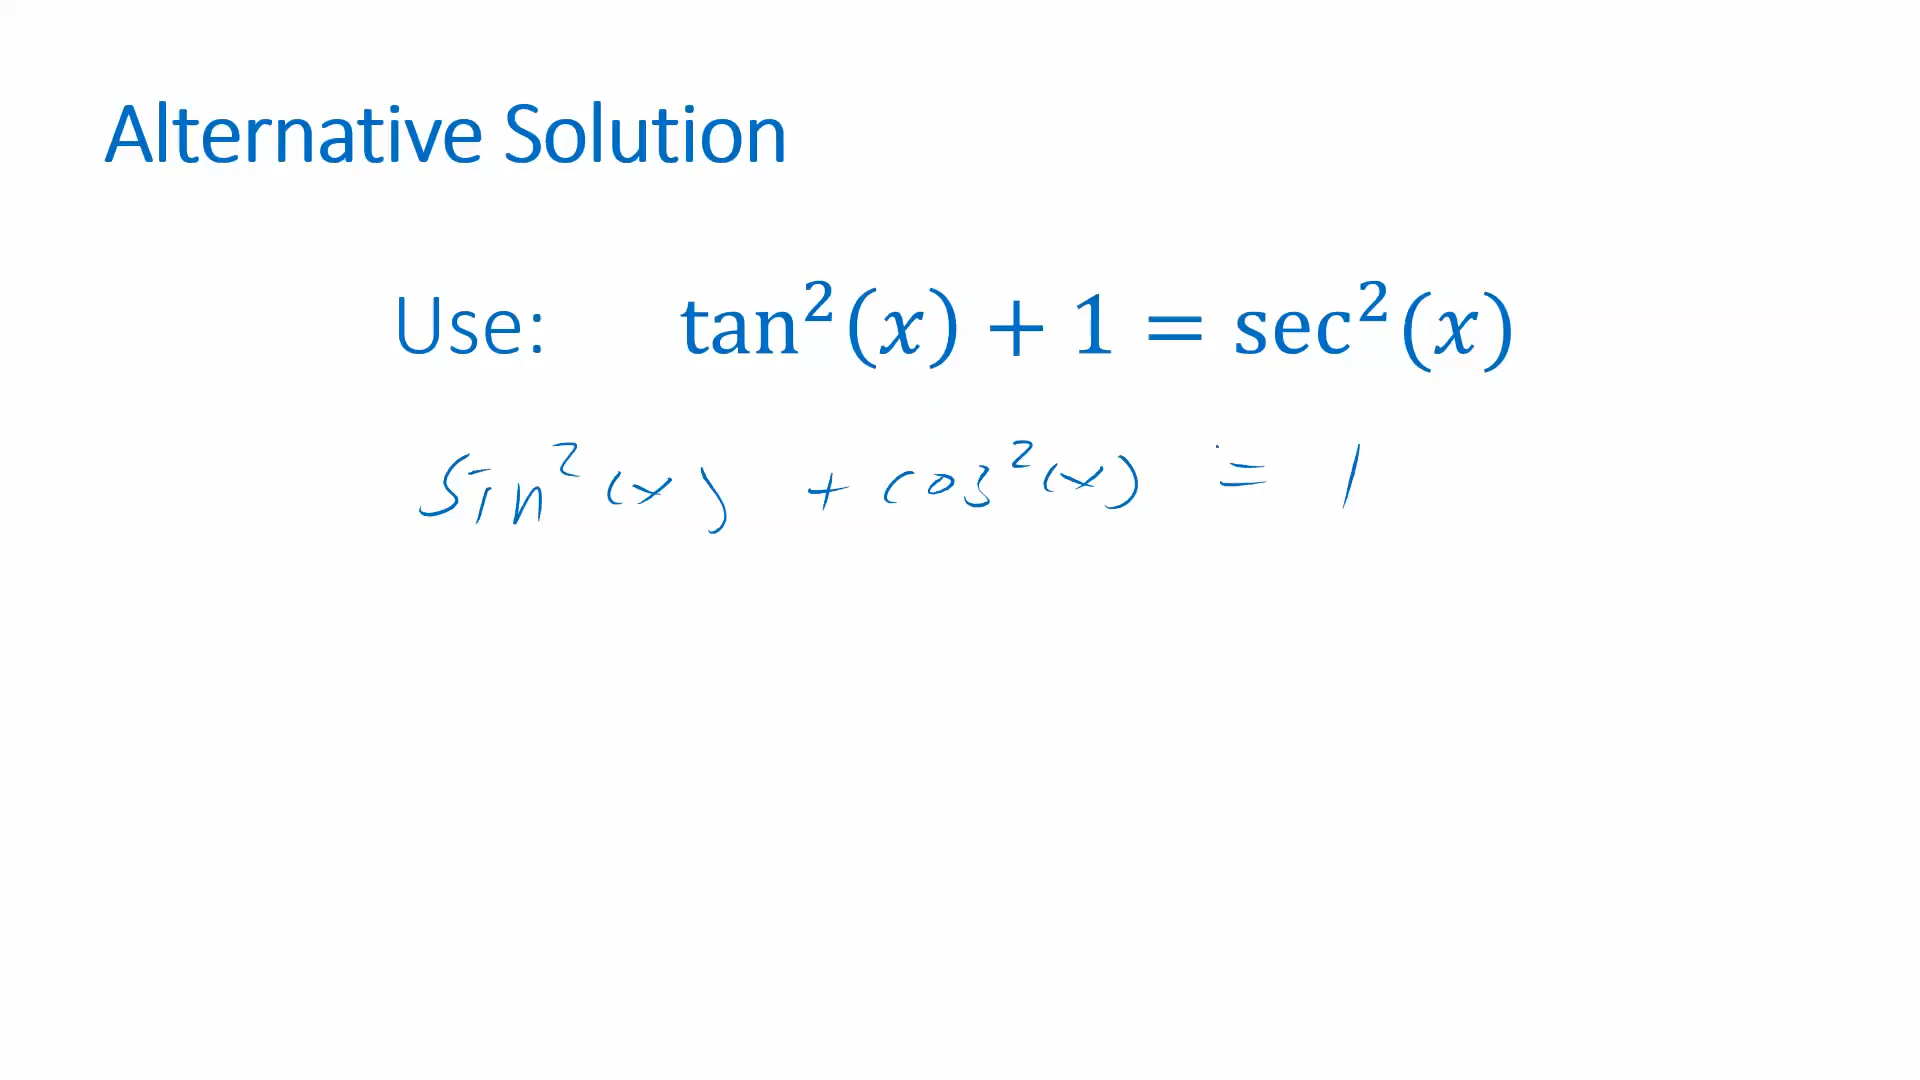 Alternative Solution
Use: tan²(x) + 1 = sec²(x)
sin²(x) + cos²(x) = 1